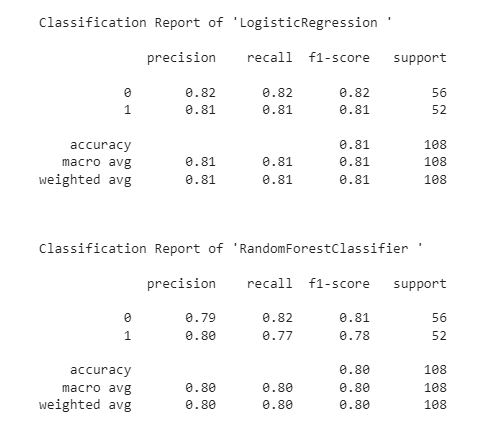 Classification Report of 'LogisticRegression '
precision recall f1-score support
0 0.82 0.82 0.82 56
1 0.81 0.81 0.81 52
accuracy 0.81 108
macro avg 0.81 0.81 0.81 108
weighted avg 0.81 0.81 0.81 108
Classification Report of 'RandomForestClassifier '
precision recall f1-score support
0 0.79 0.82 0.81 56
1 0.80 0.77 0.78 52
accuracy 0.80 108
macro avg 0.80 0.80 0.80 108
weighted avg 0.80 0.80 0.80 108